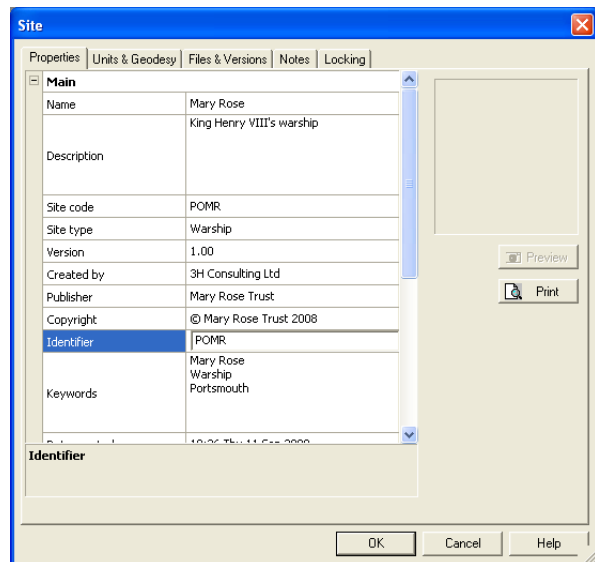 Site
Properties Units & Geodesy Files & Versions Notes Locking
Main
Name Mary Rose
Description King Henry VIII's warship
Site code POMR
Site type Warship
Version 1.00
Created by 3H Consulting Ltd
Publisher Mary Rose Trust
Copyright © Mary Rose Trust 2008
Identifier POMR
Keywords Mary Rose
Warship
Portsmouth
Preview
Print
Identifier
OK Cancel Help